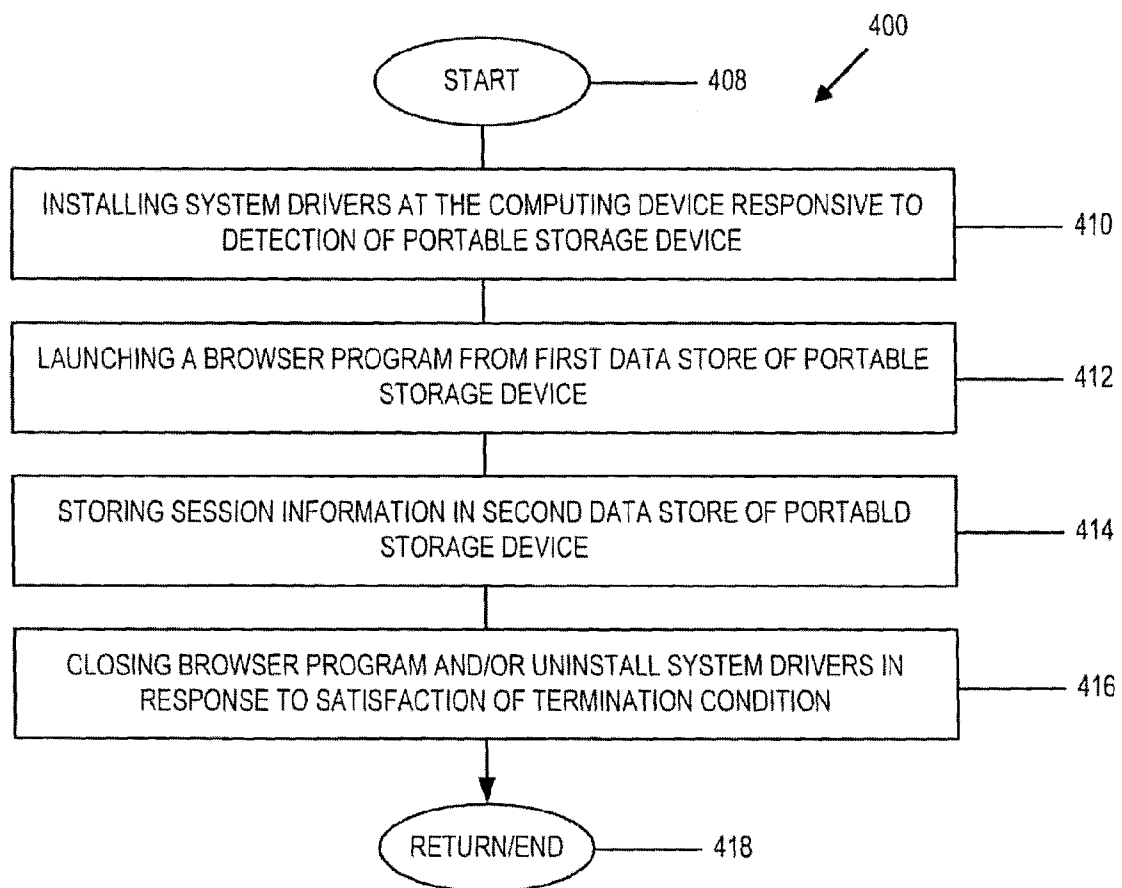 400
START
408
INSTALLING SYSTEM DRIVERS AT THE COMPUTING DEVICE RESPONSIVE TO
DETECTION OF PORTABLE STORAGE DEVICE
410
LAUNCHING A BROWSER PROGRAM FROM FIRST DATA STORE OF PORTABLE
STORAGE DEVICE
412
STORING SESSION INFORMATION IN SECOND DATA STORE OF PORTABLD
STORAGE DEVICE
414
CLOSING BROWSER PROGRAM AND/OR UNINSTALL SYSTEM DRIVERS IN
RESPONSE TO SATISFACTION OF TERMINATION CONDITION
416
RETURN/END
418